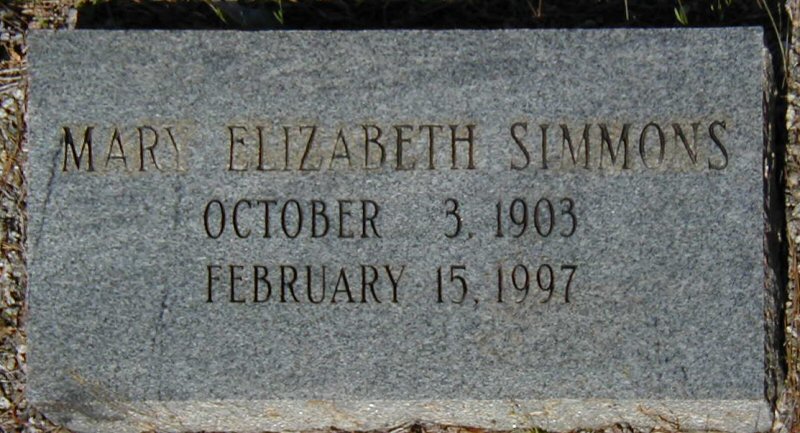 MARY ELIZABETH SIMMONS
OCTOBER 3, 1903
FEBRUARY 15, 1997